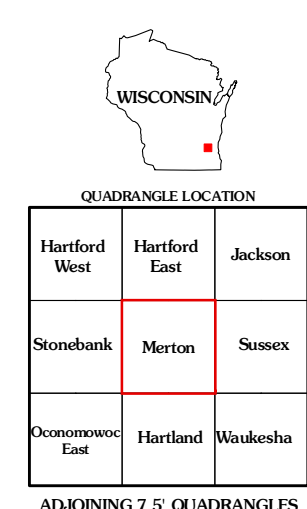 WISCONSIN
QUADRANGLE LOCATION
Hartford
West
Hartford
East
Jackson
Stonebank
Merton
Sussex
Oconomowoc
East
Hartland
Waukesha
ADJOINING 7.5' QUADRANGLES